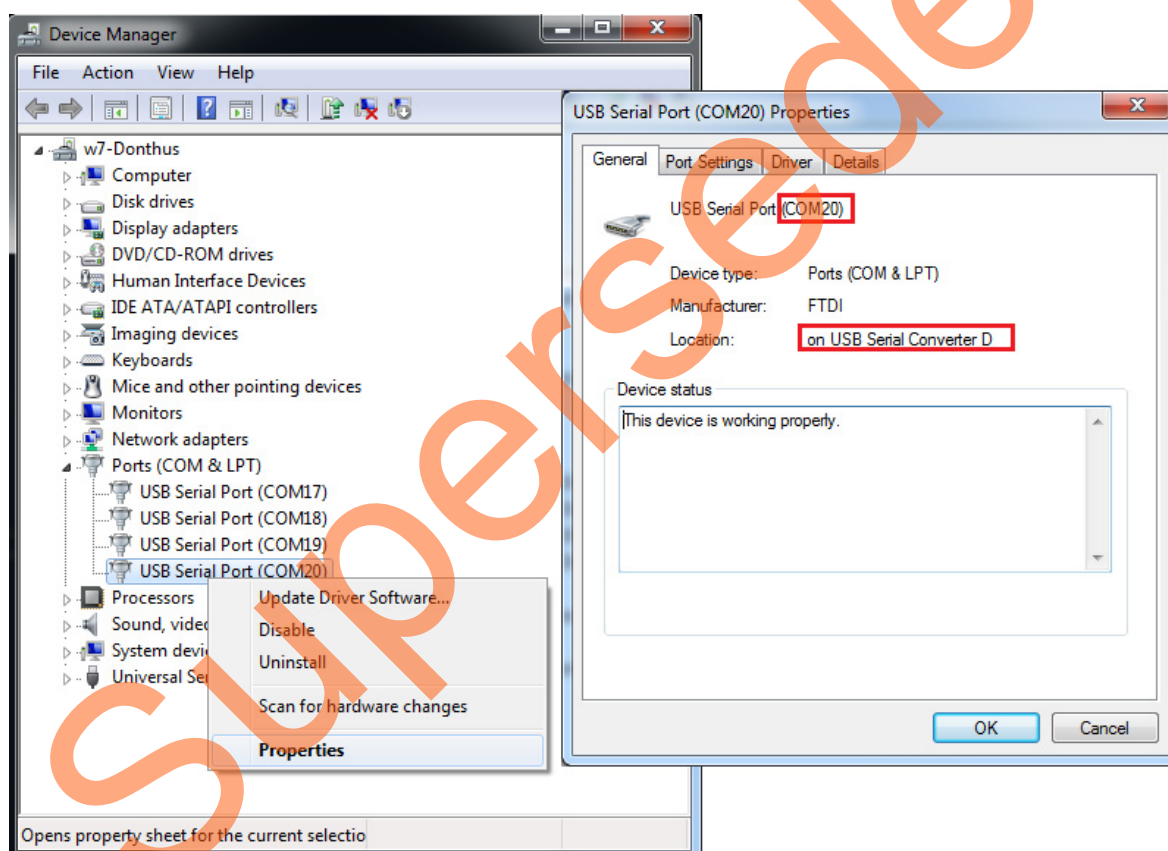 Device Manager
File Action View Help
w7-Donthus
Computer
Disk drives
Display adapters
DVD/CD-ROM drives
Human Interface Devices
IDE ATA/ATAPI controllers
Imaging devices
Keyboards
Mice and other pointing devices
Monitors
Network adapters
Ports (COM & LPT)
USB Serial Port (COM17)
USB Serial Port (COM18)
USB Serial Port (COM19)
USB Serial Port (COM20)
Processors
Sound, video
System devi
Universal Se
Update Driver Software...
Disable
Uninstall
Scan for hardware changes
Properties
Opens property sheet for the current selectio
USB Serial Port (COM20) Properties
General Port Settings Driver Details
USB Serial Port (COM20)
Device type: Ports (COM & LPT)
Manufacturer: FTDI
Location: on USB Serial Converter D
Device status
This device is working properly.
OK Cancel
Superseded